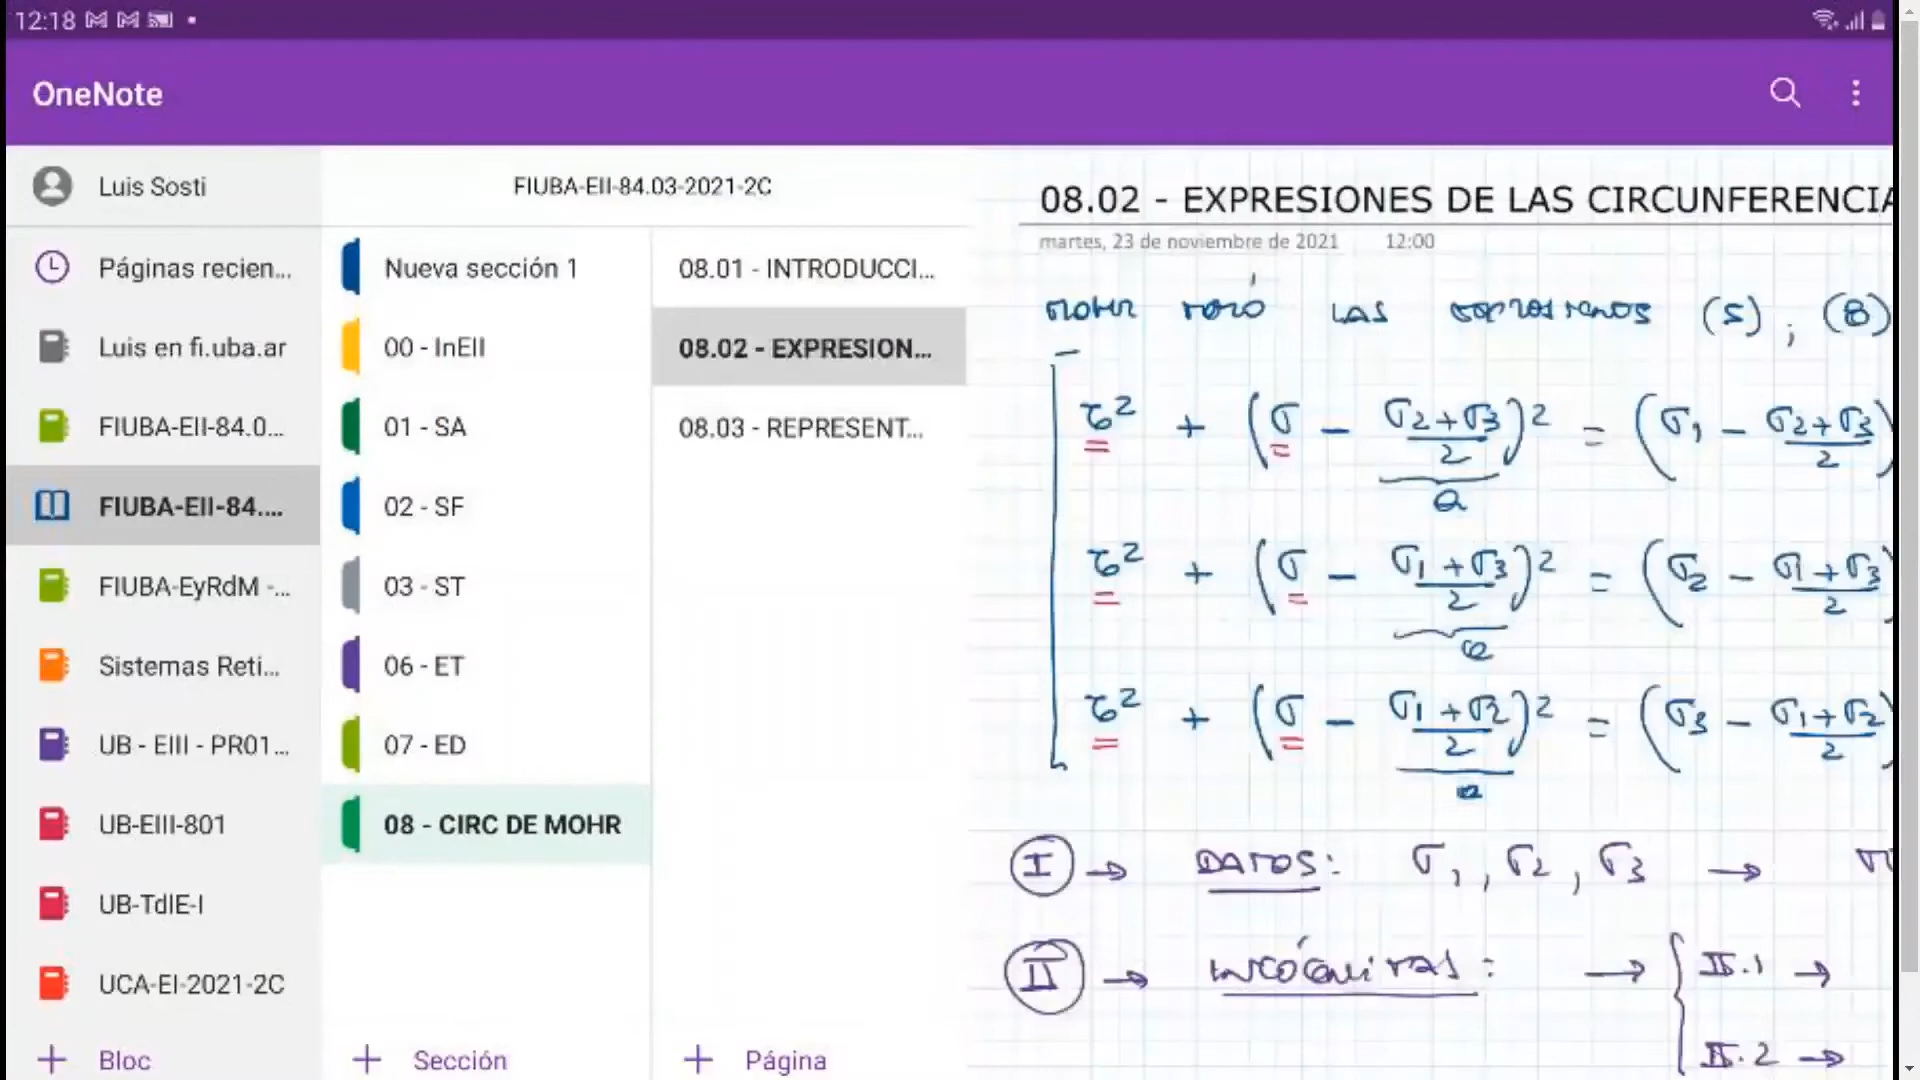 12:18
OneNote
Luis Sosti
Páginas recien...
Luis en fi.uba.ar
FIUBA-EII-84.0...
FIUBA-EII-84....
FIUBA-EyRdM -...
Sistemas Reti...
UB - EIII - PR01...
UB-EIII-801
UB-TdIE-I
UCA-EI-2021-2C
+ Bloc
FIUBA-EII-84.03-2021-2C
Nueva sección 1
00 - InEII
01 - SA
02 - SF
03 - ST
06 - ET
07 - ED
08 - CIRC DE MOHR
+ Sección
08.01 - INTRODUCCI...
08.02 - EXPRESION...
08.03 - REPRESENT...
+ Página
08.02 - EXPRESIONES DE LAS CIRCUNFERENCIA
martes, 23 de noviembre de 2021 12:00
MOHR LAS EXPRESIONES (5), (8)
τ² + (σ - (σ2+σ3)/2)² = (σ1 - (σ2+σ3)/2)
a
τ² + (σ - (σ1+σ3)/2)² = (σ2 - (σ1+σ3)/2)
a
τ² + (σ - (σ1+σ2)/2)² = (σ3 - (σ1+σ2)/2)
a
I → DATOS: σ1, σ2, σ3 →
II → INCÓGNITAS: → { II.1 →
II.2 →